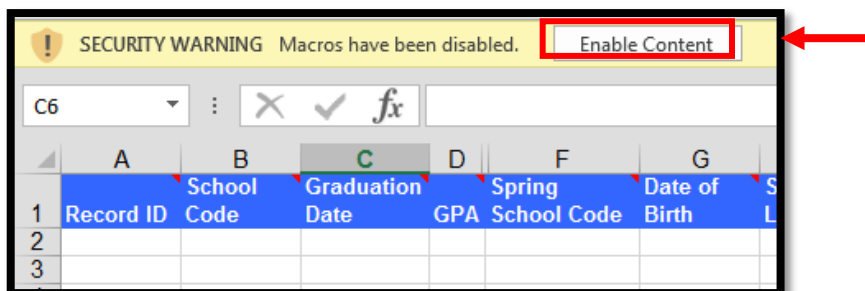 SECURITY WARNING Macros have been disabled. Enable Content
C6 fx
A B C D F G
School Graduation Spring Date of S
1 Record ID Code Date GPA School Code Birth L
2
3